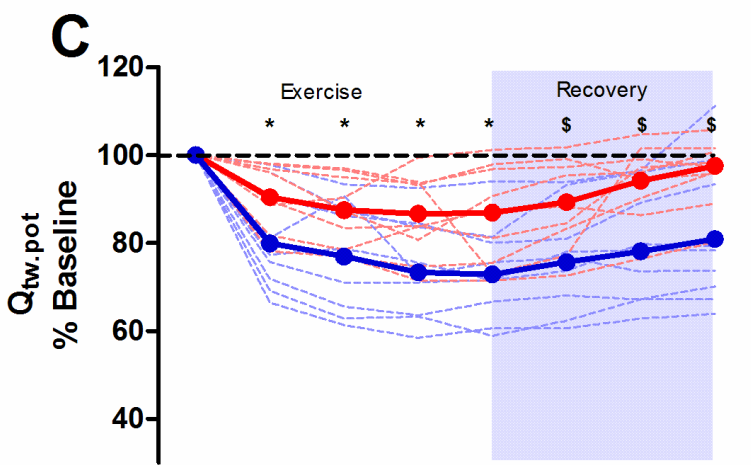 C
120
100
80
60
40
Qtw.pot
% Baseline
Exercise
Recovery
* * * * $ $ $